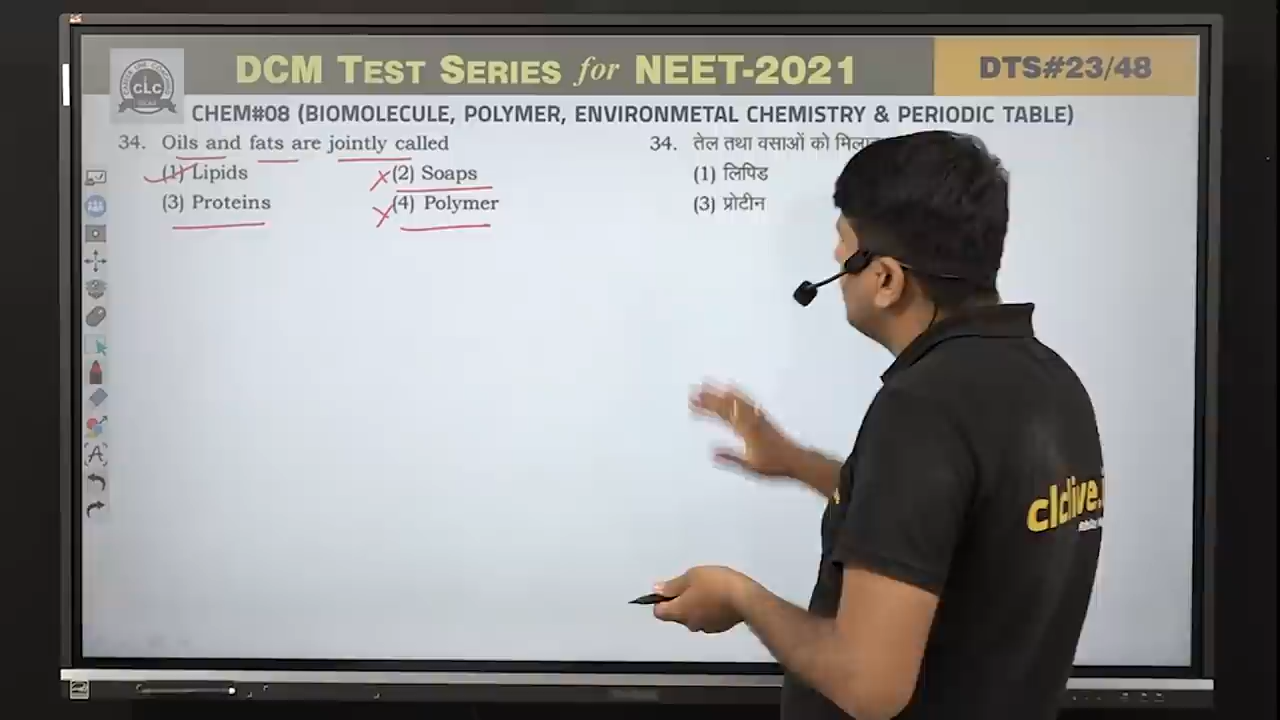 DCM TEST SERIES for NEET-2021
DTS#23/48
CLC
CHEM#08 (BIOMOLECULE, POLYMER, ENVIRONMETAL CHEMISTRY & PERIODIC TABLE)
34. Oils and fats are jointly called
(1) Lipids (2) Soaps
(3) Proteins (4) Polymer
34. तेल तथा वसाओं को
(1) लिपिड
(3) प्रोटीन